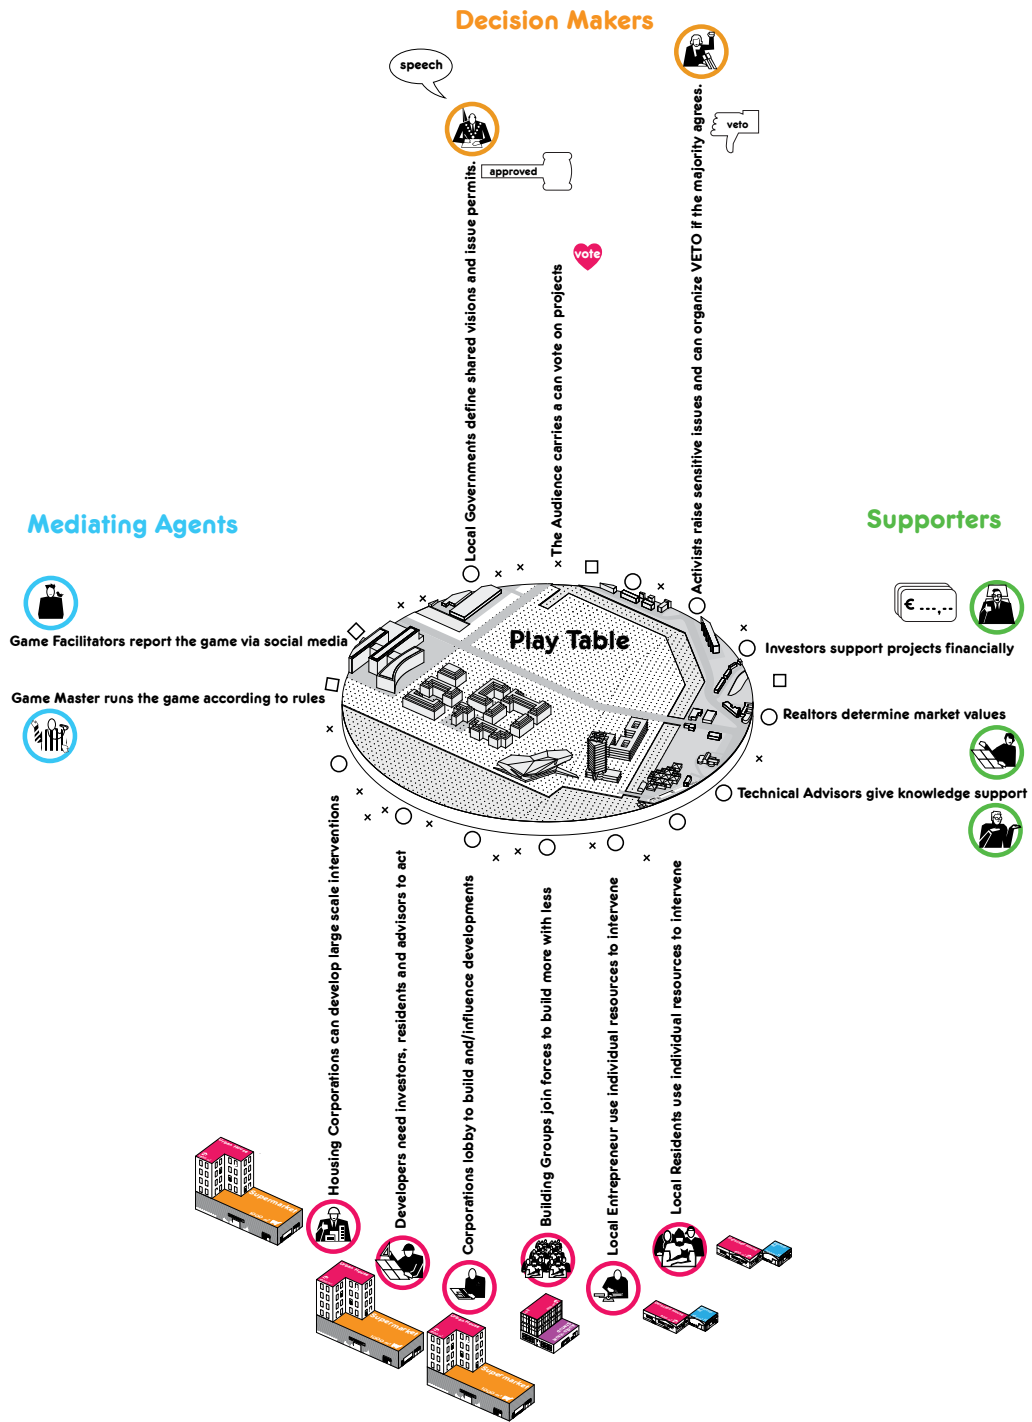 Decision Makers
speech
veto
approved
Local Governments define shared visions and issue permits.
vote
The Audience carries a can vote on projects
Activists raise sensitive issues and can organize VETO if the majority agrees.
Mediating Agents
Supporters
€ ---,--
Game Facilitators report the game via social media
Play Table
Investors support projects financially
Game Master runs the game according to rules
Realtors determine market values
Technical Advisors give knowledge support
Housing Corporations can develop large scale interventions
Developers need investors, residents and advisors to act
Corporations lobby to build and/influence developments
Building Groups join forces to build more with less
Local Entrepreneur use individual resources to intervene
Local Residents use individual resources to intervene
Supermarket
Supermarket
Supermarket